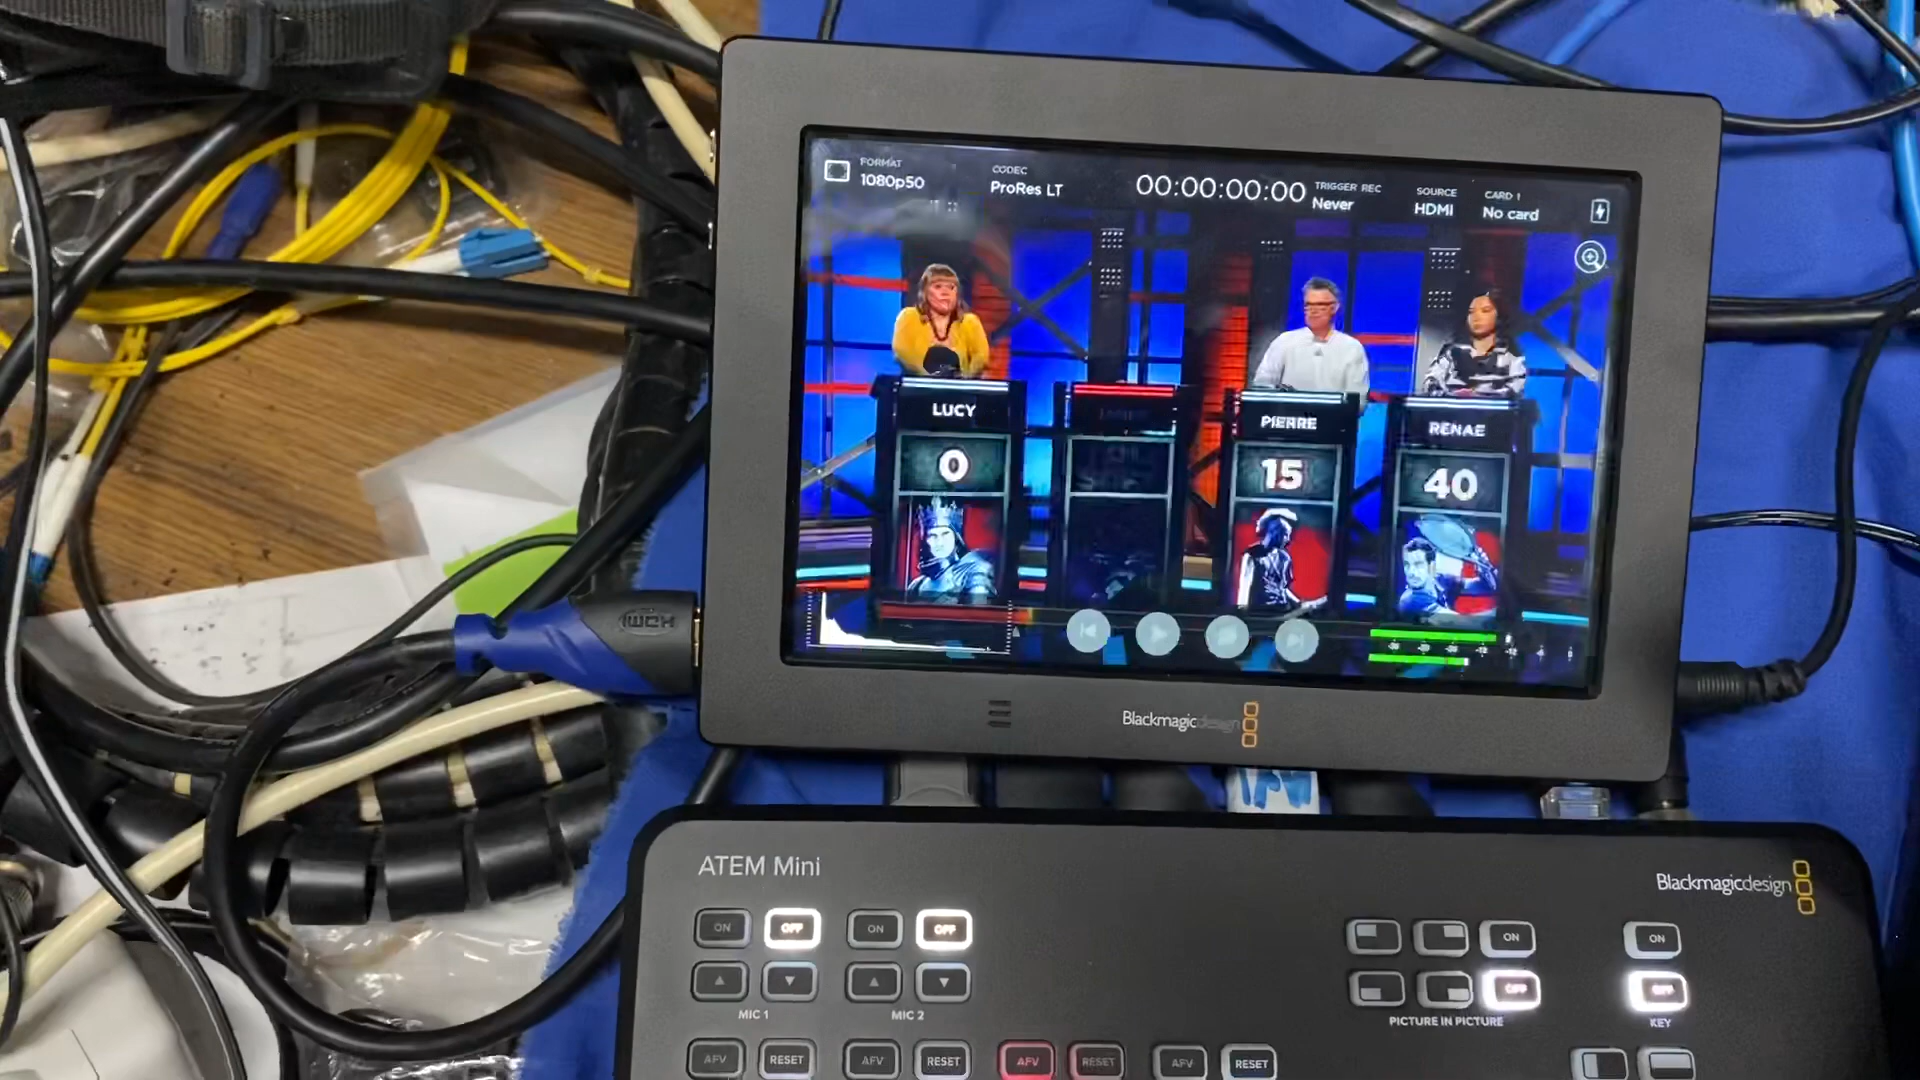 FORMAT
1080p50
CODEC
ProRes LT
00:00:00:00
TRIGGER REC
Never
SOURCE
HDMI
CARD 1
No card
LUCY
PIERRE
RENAE
0
15
40
HDMI
Blackmagicdesign
ATEM Mini
Blackmagicdesign
ON OFF ON OFF
ON
ON
OFF
OFF
MIC 1
MIC 2
PICTURE IN PICTURE
KEY
AFV RESET AFV RESET AFV RESET AFV RESET